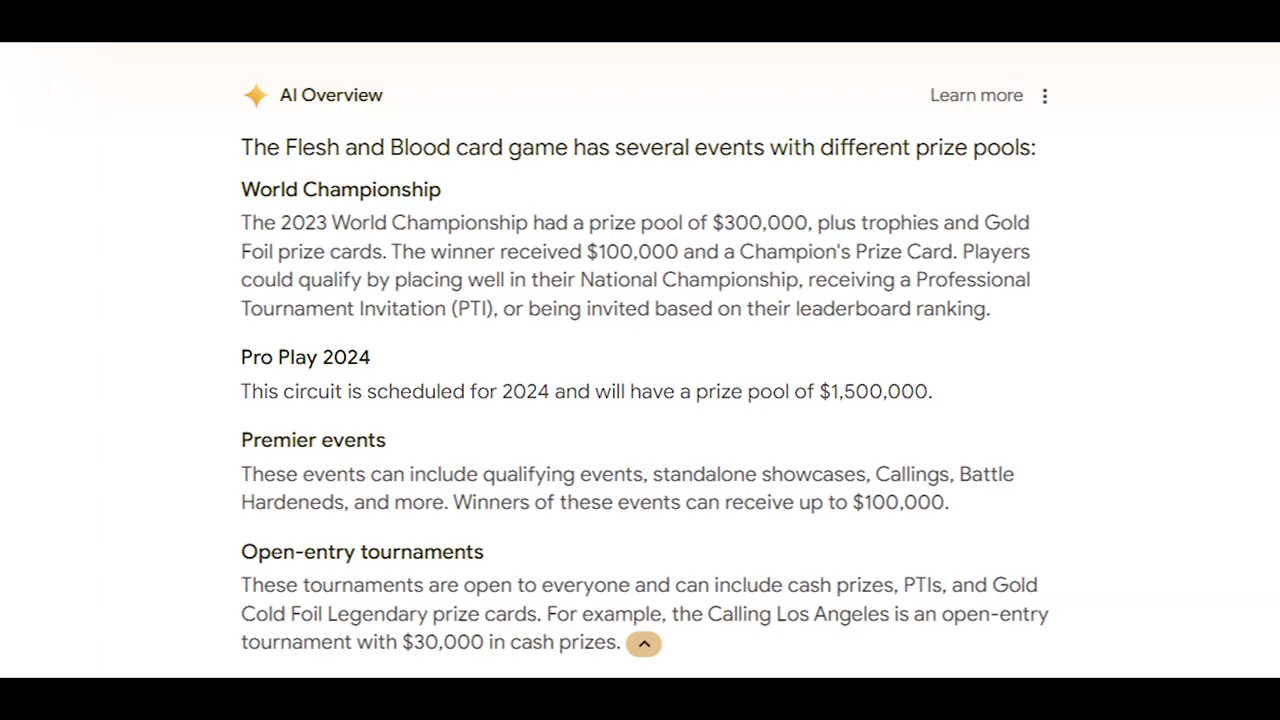 AI Overview
Learn more
The Flesh and Blood card game has several events with different prize pools:
World Championship
The 2023 World Championship had a prize pool of $300,000, plus trophies and Gold
Foil prize cards. The winner received $100,000 and a Champion's Prize Card. Players
could qualify by placing well in their National Championship, receiving a Professional
Tournament Invitation (PTI), or being invited based on their leaderboard ranking.
Pro Play 2024
This circuit is scheduled for 2024 and will have a prize pool of $1,500,000.
Premier events
These events can include qualifying events, standalone showcases, Callings, Battle
Hardeneds, and more. Winners of these events can receive up to $100,000.
Open-entry tournaments
These tournaments are open to everyone and can include cash prizes, PTIs, and Gold
Cold Foil Legendary prize cards. For example, the Calling Los Angeles is an open-entry
tournament with $30,000 in cash prizes.